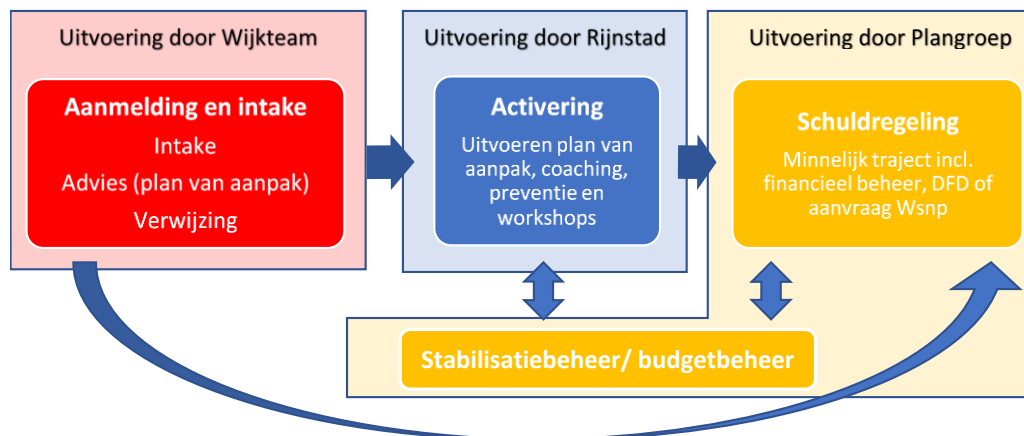 Uitvoering door Wijkteam
Aanmelding en intake
Intake
Advies (plan van aanpak)
Verwijzing
Uitvoering door Rijnstad
Activering
Uitvoeren plan van
aanpak, coaching,
preventie en
workshops
Uitvoering door Plangroep
Schuldregeling
Minnelijk traject incl.
financieel beheer, DFD of
aanvraag Wsnp
Stabilisatiebeheer/ budgetbeheer